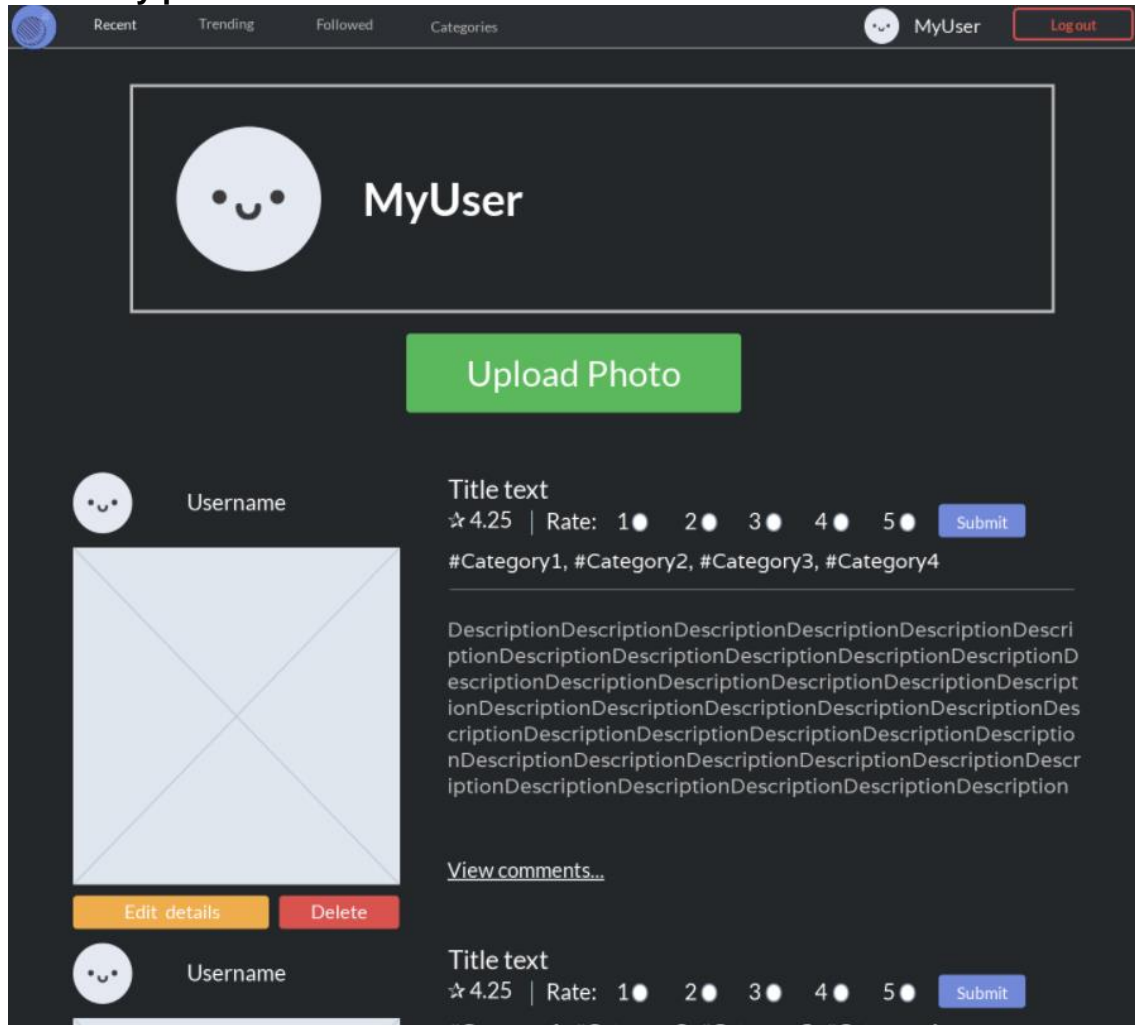 Recent Trending Followed Categories MyUser Log out
MyUser
Upload Photo
Username
Title text
☆ 4.25 | Rate: 1 2 3 4 5 Submit
#Category1, #Category2, #Category3, #Category4
DescriptionDescriptionDescriptionDescriptionDescriptionDescri
ptionDescriptionDescriptionDescriptionDescriptionDescriptionD
escriptionDescriptionDescriptionDescriptionDescriptionDescript
ionDescriptionDescriptionDescriptionDescriptionDescriptionDes
criptionDescriptionDescriptionDescriptionDescriptionDescriptio
nDescriptionDescriptionDescriptionDescriptionDescriptionDescr
iptionDescriptionDescriptionDescriptionDescriptionDescription
View comments...
Edit details Delete
Username
Title text
☆ 4.25 | Rate: 1 2 3 4 5 Submit